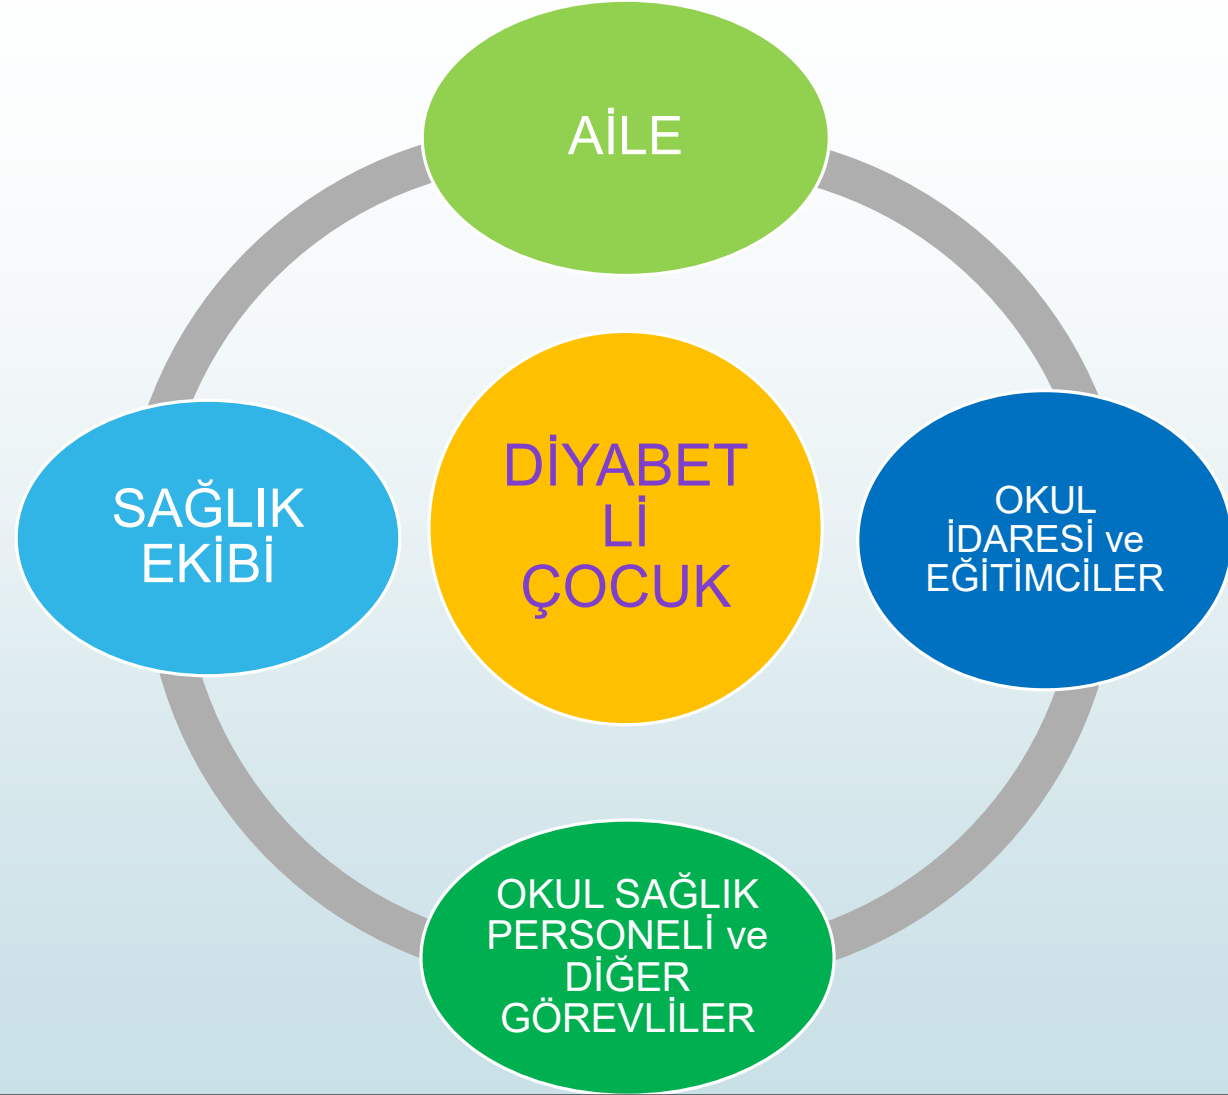 AİLE
SAĞLIK
EKİBİ
DİYABET
Lİ
ÇOCUK
OKUL
İDARESİ ve
EĞİTİMCİLER
OKUL SAĞLIK
PERSONELİ ve
DİĞER
GÖREVLİLER